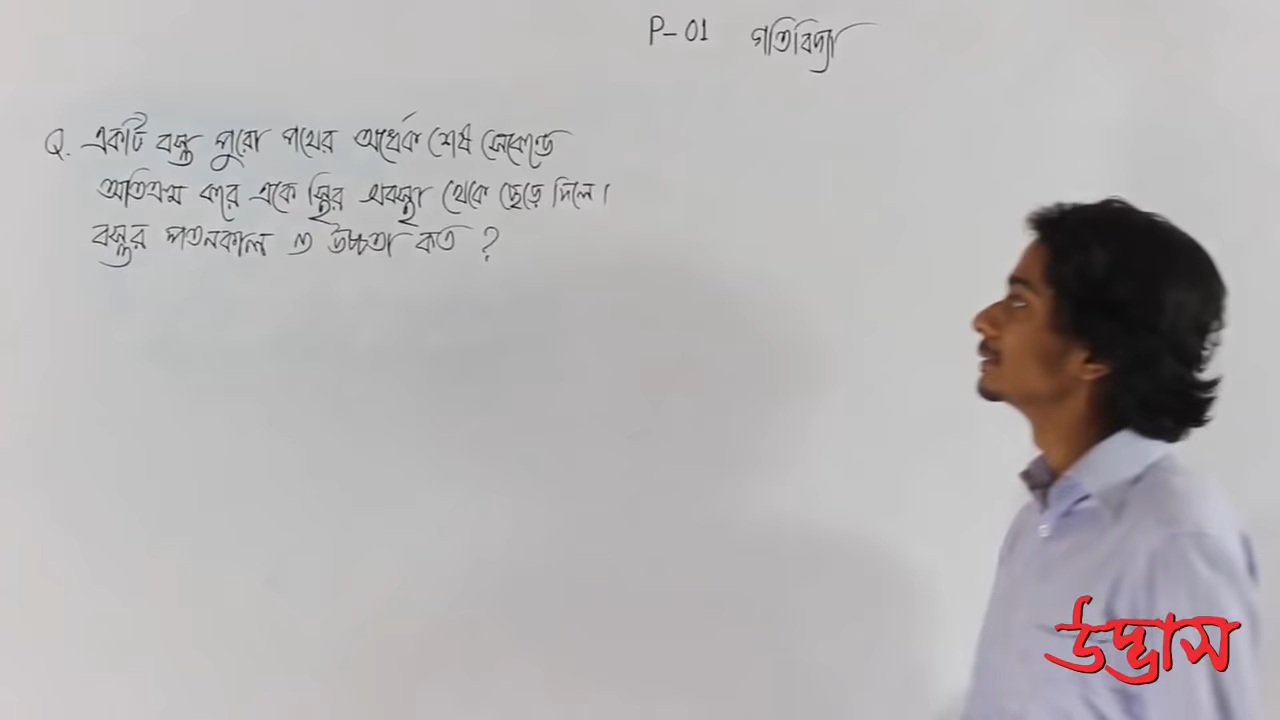 P-01 গতিবিদ্যা
Q. একটি বস্তু পুরো পথের অর্ধেক শেষ সেকেন্ডে
অতিক্রম করে একে স্থির অবস্থা থেকে ছেড়ে দিলে।
বস্তুর পতনকাল ও উচ্চতা কত ?
উদ্ভাস